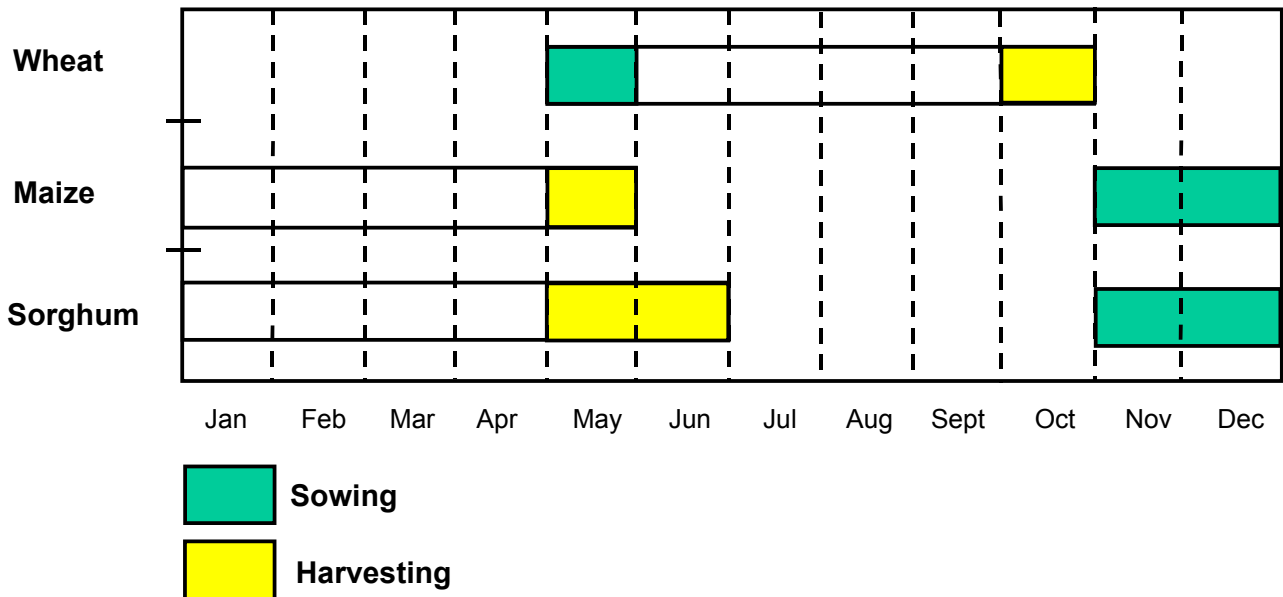 Wheat
Maize
Sorghum
Jan Feb Mar Apr May Jun Jul Aug Sept Oct Nov Dec
Sowing
Harvesting